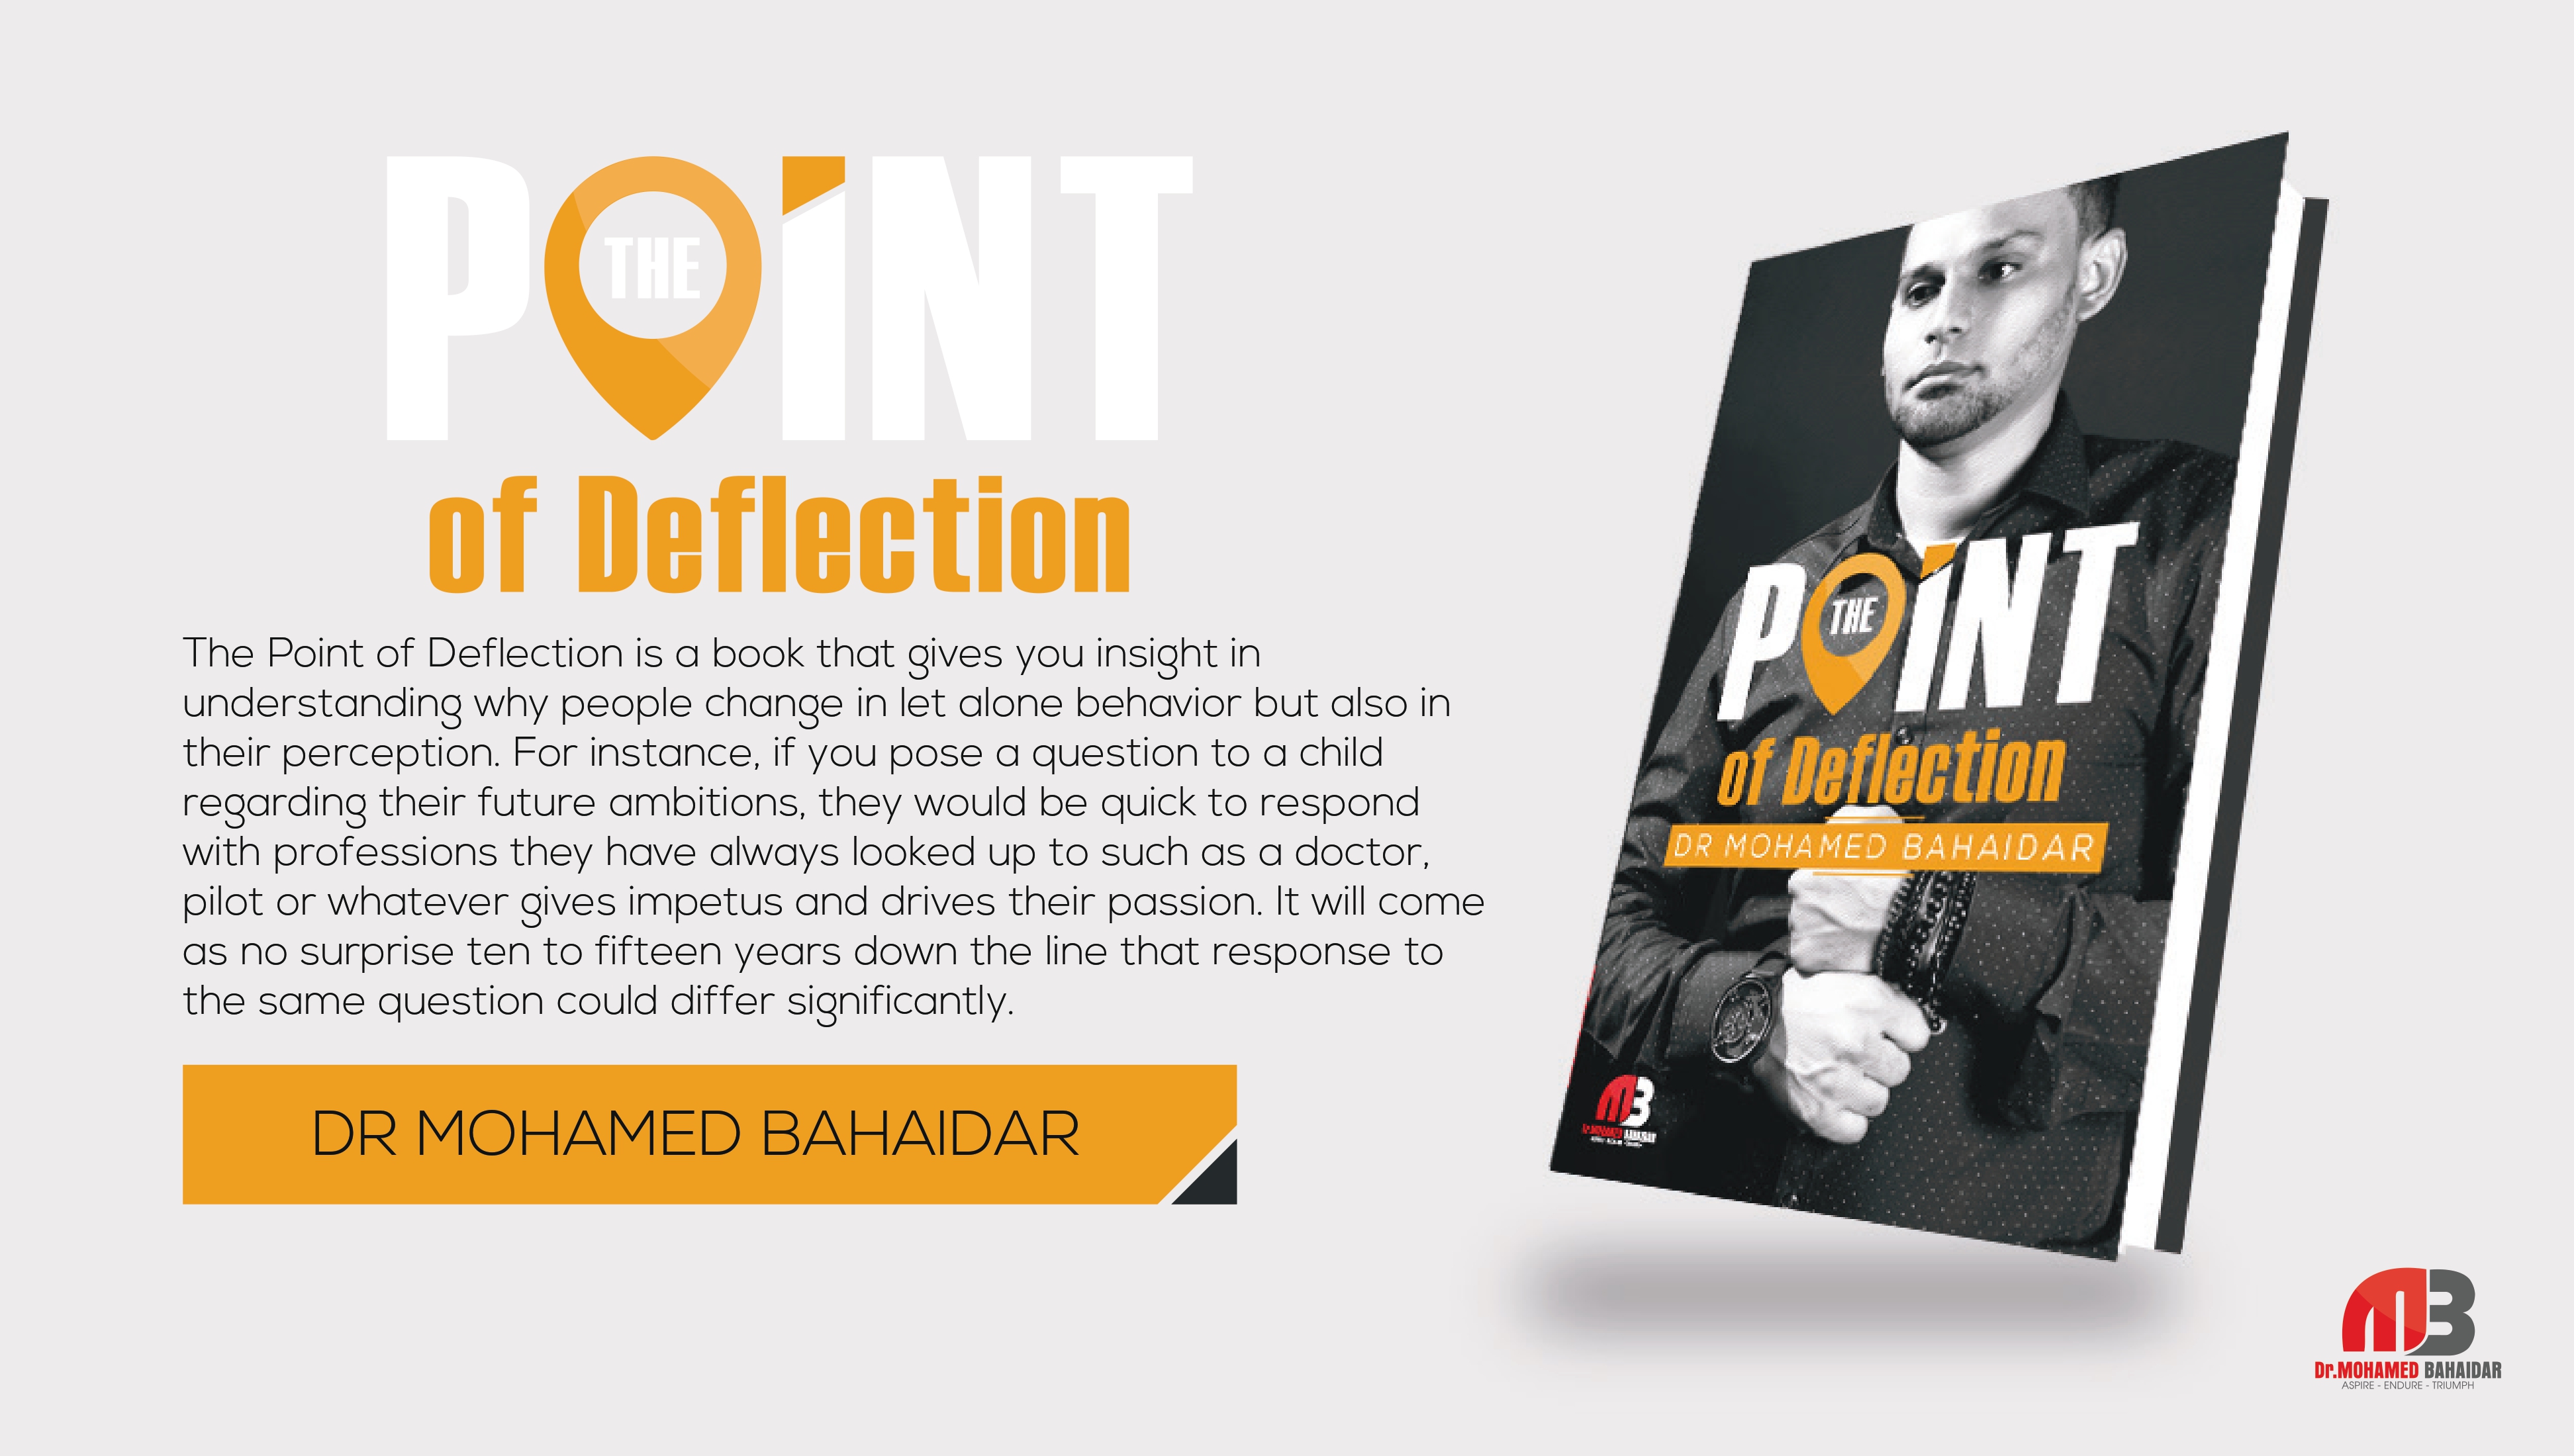 THE
POINT
of Deflection
The Point of Deflection is a book that gives you insight in
understanding why people change in let alone behavior but also in
their perception. For instance, if you pose a question to a child
regarding their future ambitions, they would be quick to respond
with professions they have always looked up to such as a doctor,
pilot or whatever gives impetus and drives their passion. It will come
as no surprise ten to fifteen years down the line that response to
the same question could differ significantly.
DR MOHAMED BAHAIDAR
THE
POINT
of Deflection
DR MOHAMED BAHAIDAR
MB
Dr.MOHAMED BAHAIDAR
MB
Dr.MOHAMED BAHAIDAR
ASPIRE - ENDURE - TRIUMPH